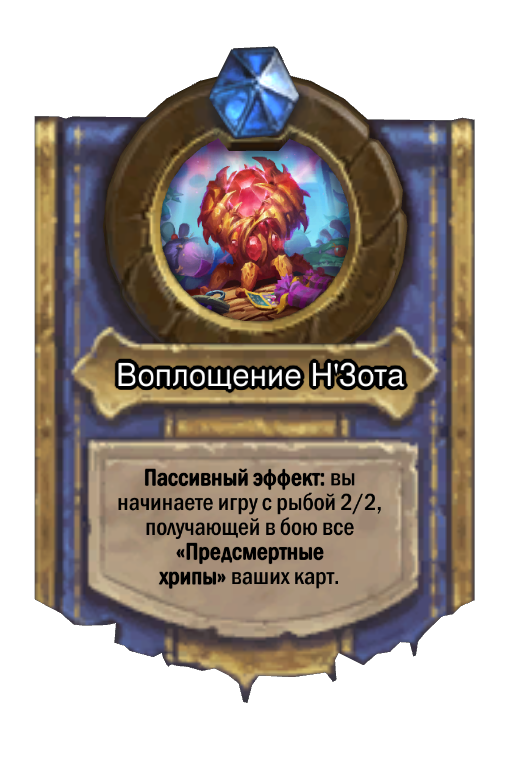 Воплощение Н'Зота
Пассивный эффект: вы
начинаете игру с рыбой 2/2,
получающей в бою все
«Предсмертные
хрипы» ваших карт.